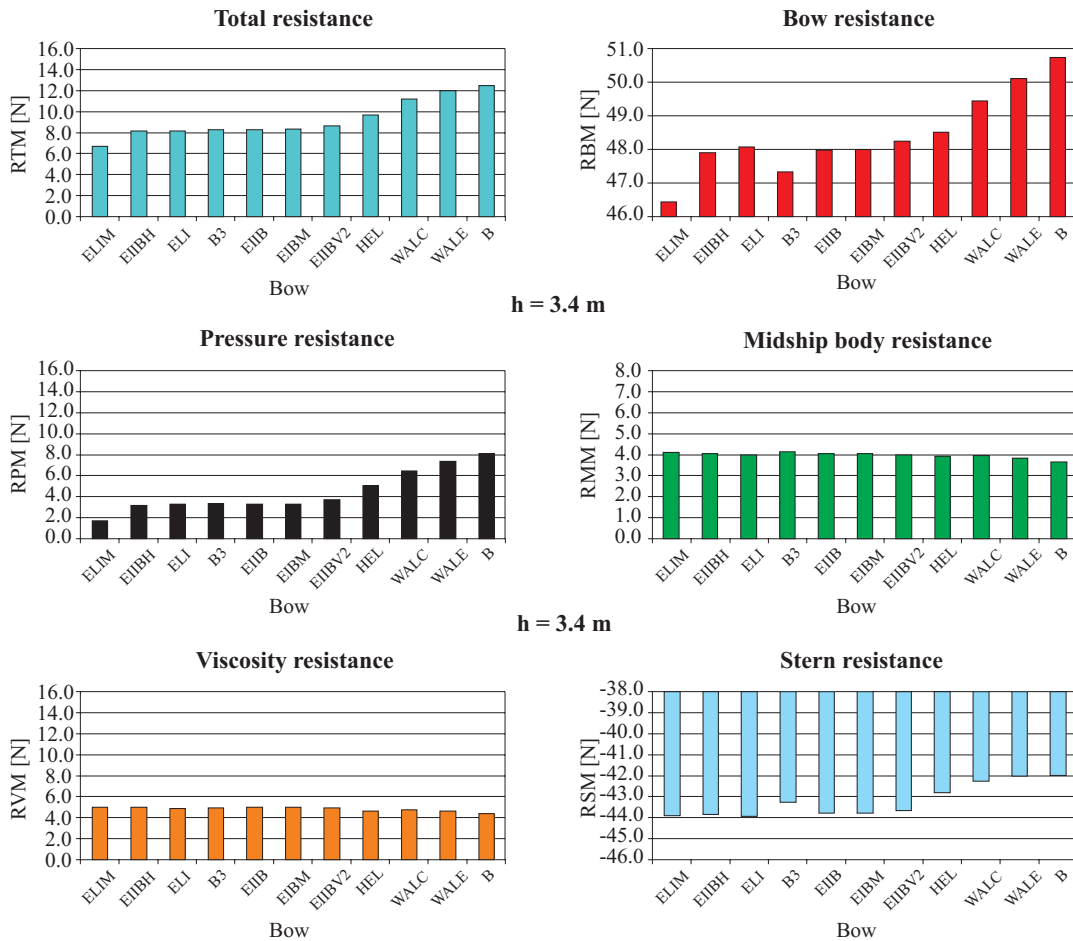 Total resistance
RTM [N]
16.0
14.0
12.0
10.0
8.0
6.0
4.0
2.0
0.0
ELIM
EIIBH
ELI
B3
EIIB
EIBM
EIIBV2
HEL
WALC
WALE
B
Bow
Bow resistance
RBM [N]
51.0
50.0
49.0
48.0
47.0
46.0
ELIM
EIIBH
ELI
B3
EIIB
EIBM
EIIBV2
HEL
WALC
WALE
B
Bow
h = 3.4 m
Pressure resistance
RPM [N]
16.0
14.0
12.0
10.0
8.0
6.0
4.0
2.0
0.0
ELIM
EIIBH
ELI
B3
EIIB
EIBM
EIIBV2
HEL
WALC
WALE
B
Bow
Midship body resistance
RMM [N]
8.0
7.0
6.0
5.0
4.0
3.0
2.0
1.0
0.0
ELIM
EIIBH
ELI
B3
EIIB
EIBM
EIIBV2
HEL
WALC
WALE
B
Bow
h = 3.4 m
Viscosity resistance
RVM [N]
16.0
14.0
12.0
10.0
8.0
6.0
4.0
2.0
0.0
ELIM
EIIBH
ELI
B3
EIIB
EIBM
EIIBV2
HEL
WALC
WALE
B
Bow
Stern resistance
RSM [N]
-38.0
-39.0
-40.0
-41.0
-42.0
-43.0
-44.0
-45.0
-46.0
ELIM
EIIBH
ELI
B3
EIIB
EIBM
EIIBV2
HEL
WALC
WALE
B
Bow